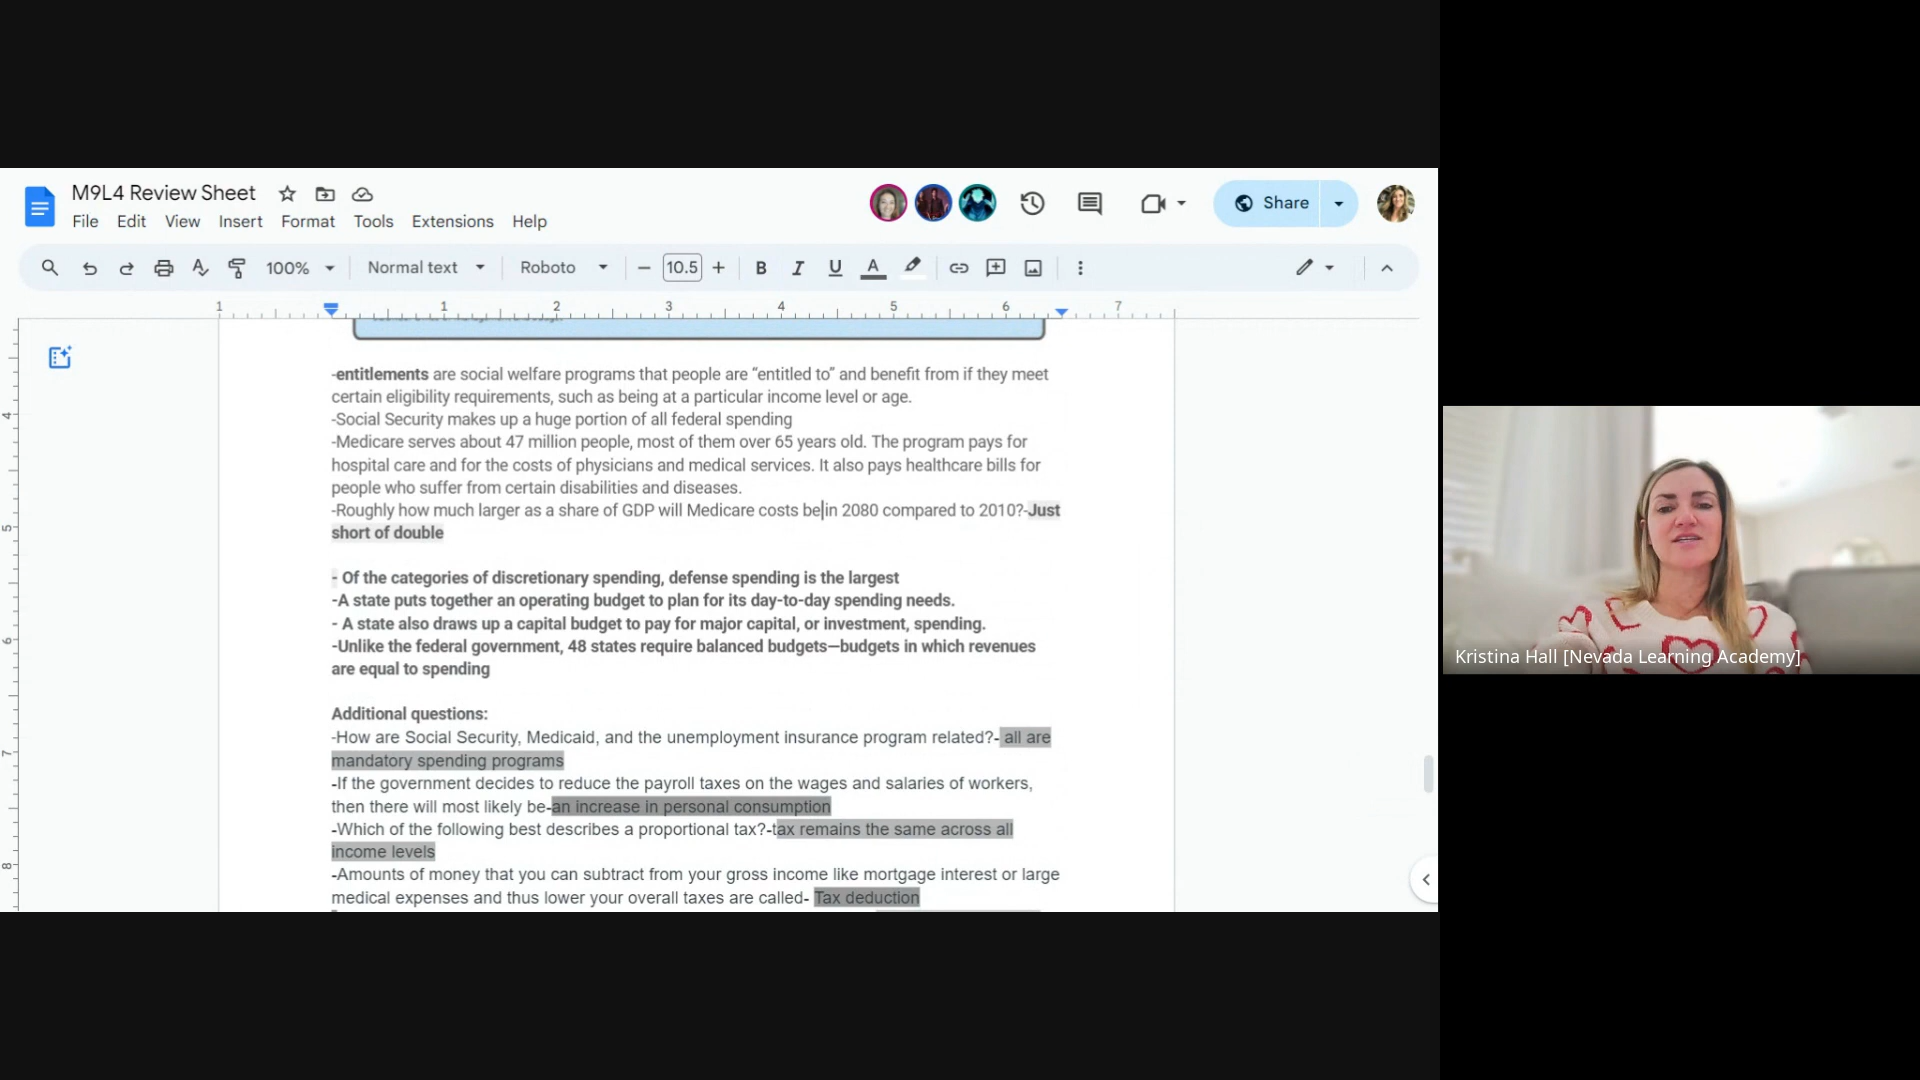 M9L4 Review Sheet
File Edit View Insert Format Tools Extensions Help
Share
100% Normal text Roboto 10.5 B I U A
1 1 2 3 4 5 6 7
-entitlements are social welfare programs that people are “entitled to” and benefit from if they meet
certain eligibility requirements, such as being at a particular income level or age.
-Social Security makes up a huge portion of all federal spending
-Medicare serves about 47 million people, most of them over 65 years old. The program pays for
hospital care and for the costs of physicians and medical services. It also pays healthcare bills for
people who suffer from certain disabilities and diseases.
-Roughly how much larger as a share of GDP will Medicare costs be in 2080 compared to 2010?-Just
short of double
- Of the categories of discretionary spending, defense spending is the largest
-A state puts together an operating budget to plan for its day-to-day spending needs.
- A state also draws up a capital budget to pay for major capital, or investment, spending.
-Unlike the federal government, 48 states require balanced budgets—budgets in which revenues
are equal to spending
Additional questions:
-How are Social Security, Medicaid, and the unemployment insurance program related?- all are
mandatory spending programs
-If the government decides to reduce the payroll taxes on the wages and salaries of workers,
then there will most likely be-an increase in personal consumption
-Which of the following best describes a proportional tax?-tax remains the same across all
income levels
-Amounts of money that you can subtract from your gross income like mortgage interest or large
medical expenses and thus lower your overall taxes are called- Tax deduction
4
5
6
7
8
Kristina Hall [Nevada Learning Academy]